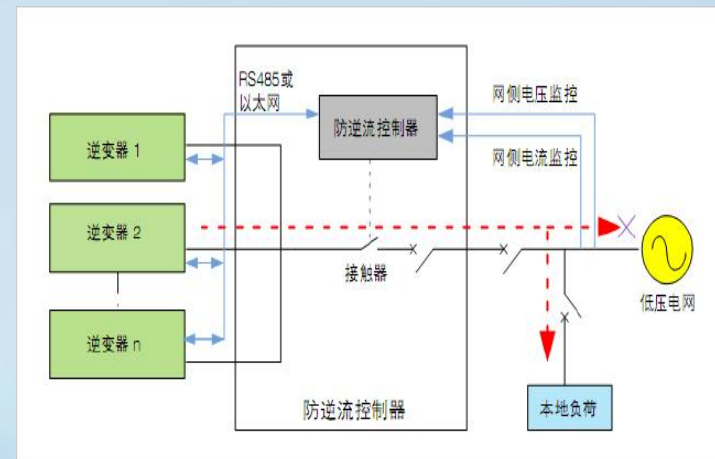 RS485或
以太网
防逆流控制器
网侧电压监控
网侧电流监控
逆变器 1
逆变器 2
逆变器 n
接触器
低压电网
本地负荷
防逆流控制器